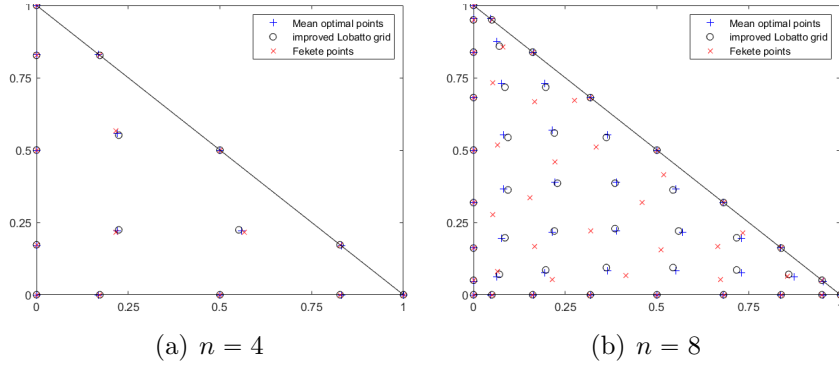 1
0.75
0.5
0.25
0
0
0.25
0.5
0.75
1
Mean optimal points
improved Lobatto grid
Fekete points
(a) n = 4
1
0.75
0.5
0.25
0
0
0.25
0.5
0.75
1
Mean optimal points
improved Lobatto grid
Fekete points
(b) n = 8